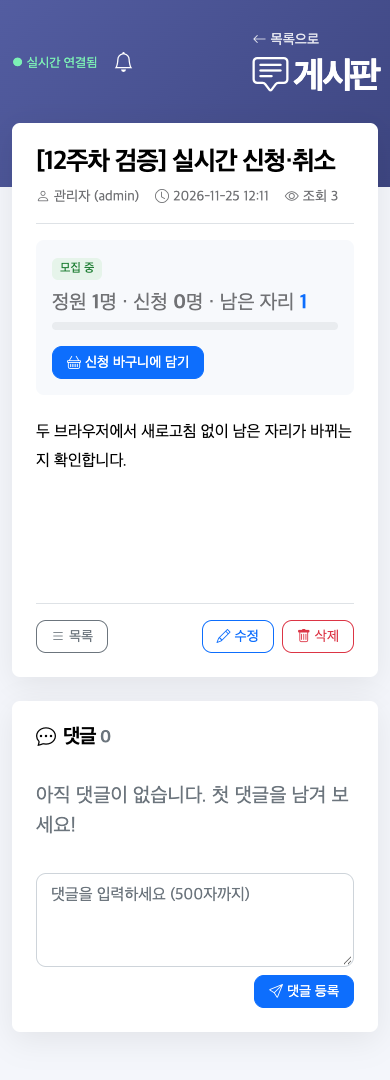 실시간 연결됨
목록으로
게시판
[12주차 검증] 실시간 신청·취소
관리자 (admin) 2026-11-25 12:11 조회 3
모집 중
정원 1명 · 신청 0명 · 남은 자리 1
신청 바구니에 담기
두 브라우저에서 새로고침 없이 남은 자리가 바뀌는
지 확인합니다.
목록 수정 삭제
댓글 0
아직 댓글이 없습니다. 첫 댓글을 남겨 보
세요!
댓글을 입력하세요 (500자까지)
댓글 등록